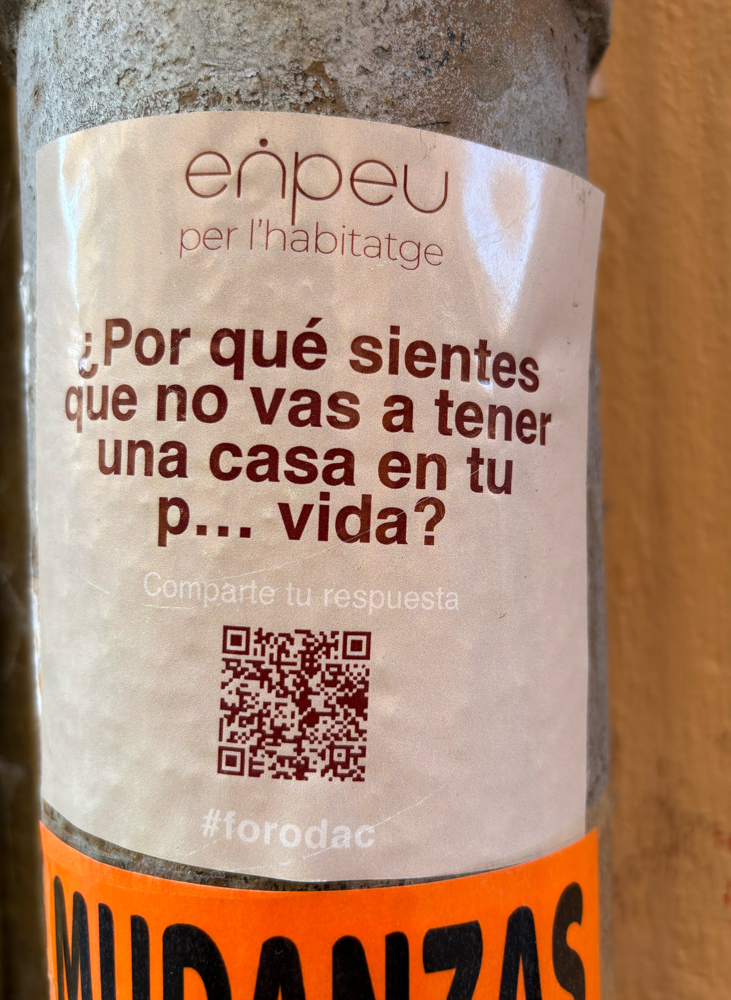 enpeu
per l'habitatge
¿Por qué sientes
que no vas a tener
una casa en tu
p... vida?
Comparte tu respuesta
#forodac
MUDANZAS